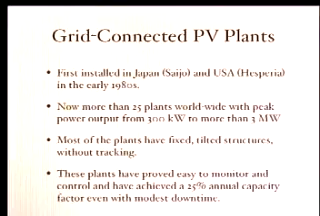 Grid-Connected PV Plants
• First installed in Japan (Saijo) and USA (Hesperia)
in the early 1980s.
• Now more than 25 plants world-wide with peak
power output from 300 kW to more than 3 MW
• Most of the plants have fixed, tilted structures,
without tracking.
• These plants have proved easy to monitor and
control and have achieved a 25% annual capacity
factor even with modest downtime.